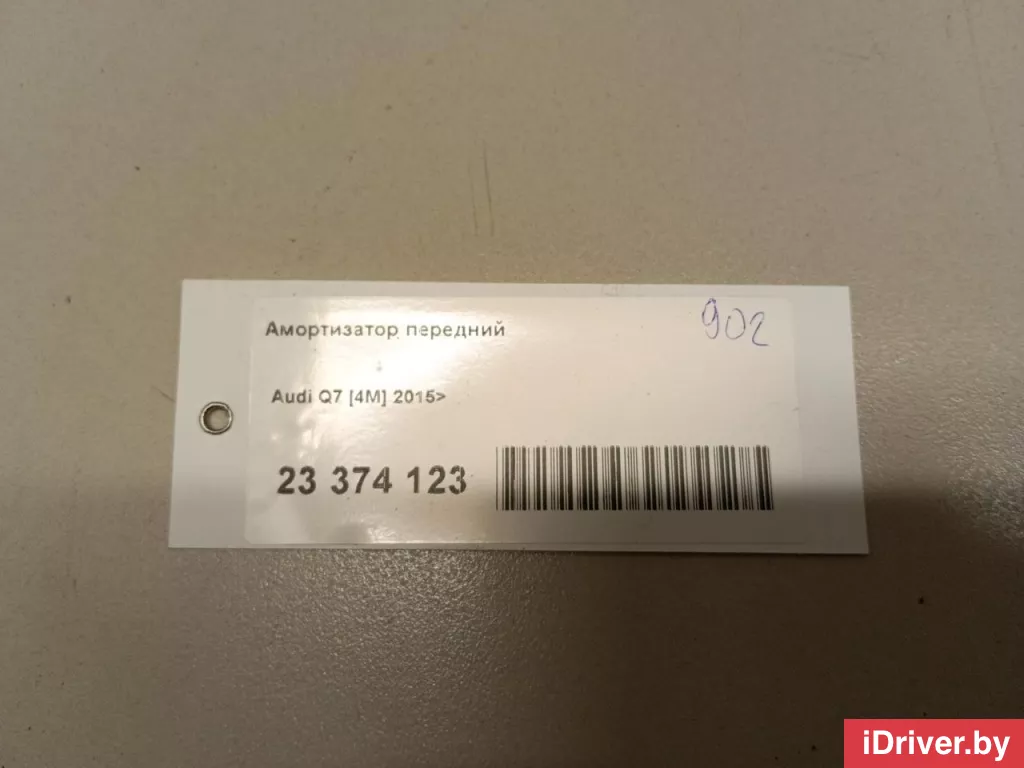 Амортизатор передний
902
Audi Q7 [4M] 2015>
23 374 123
iDriver.by